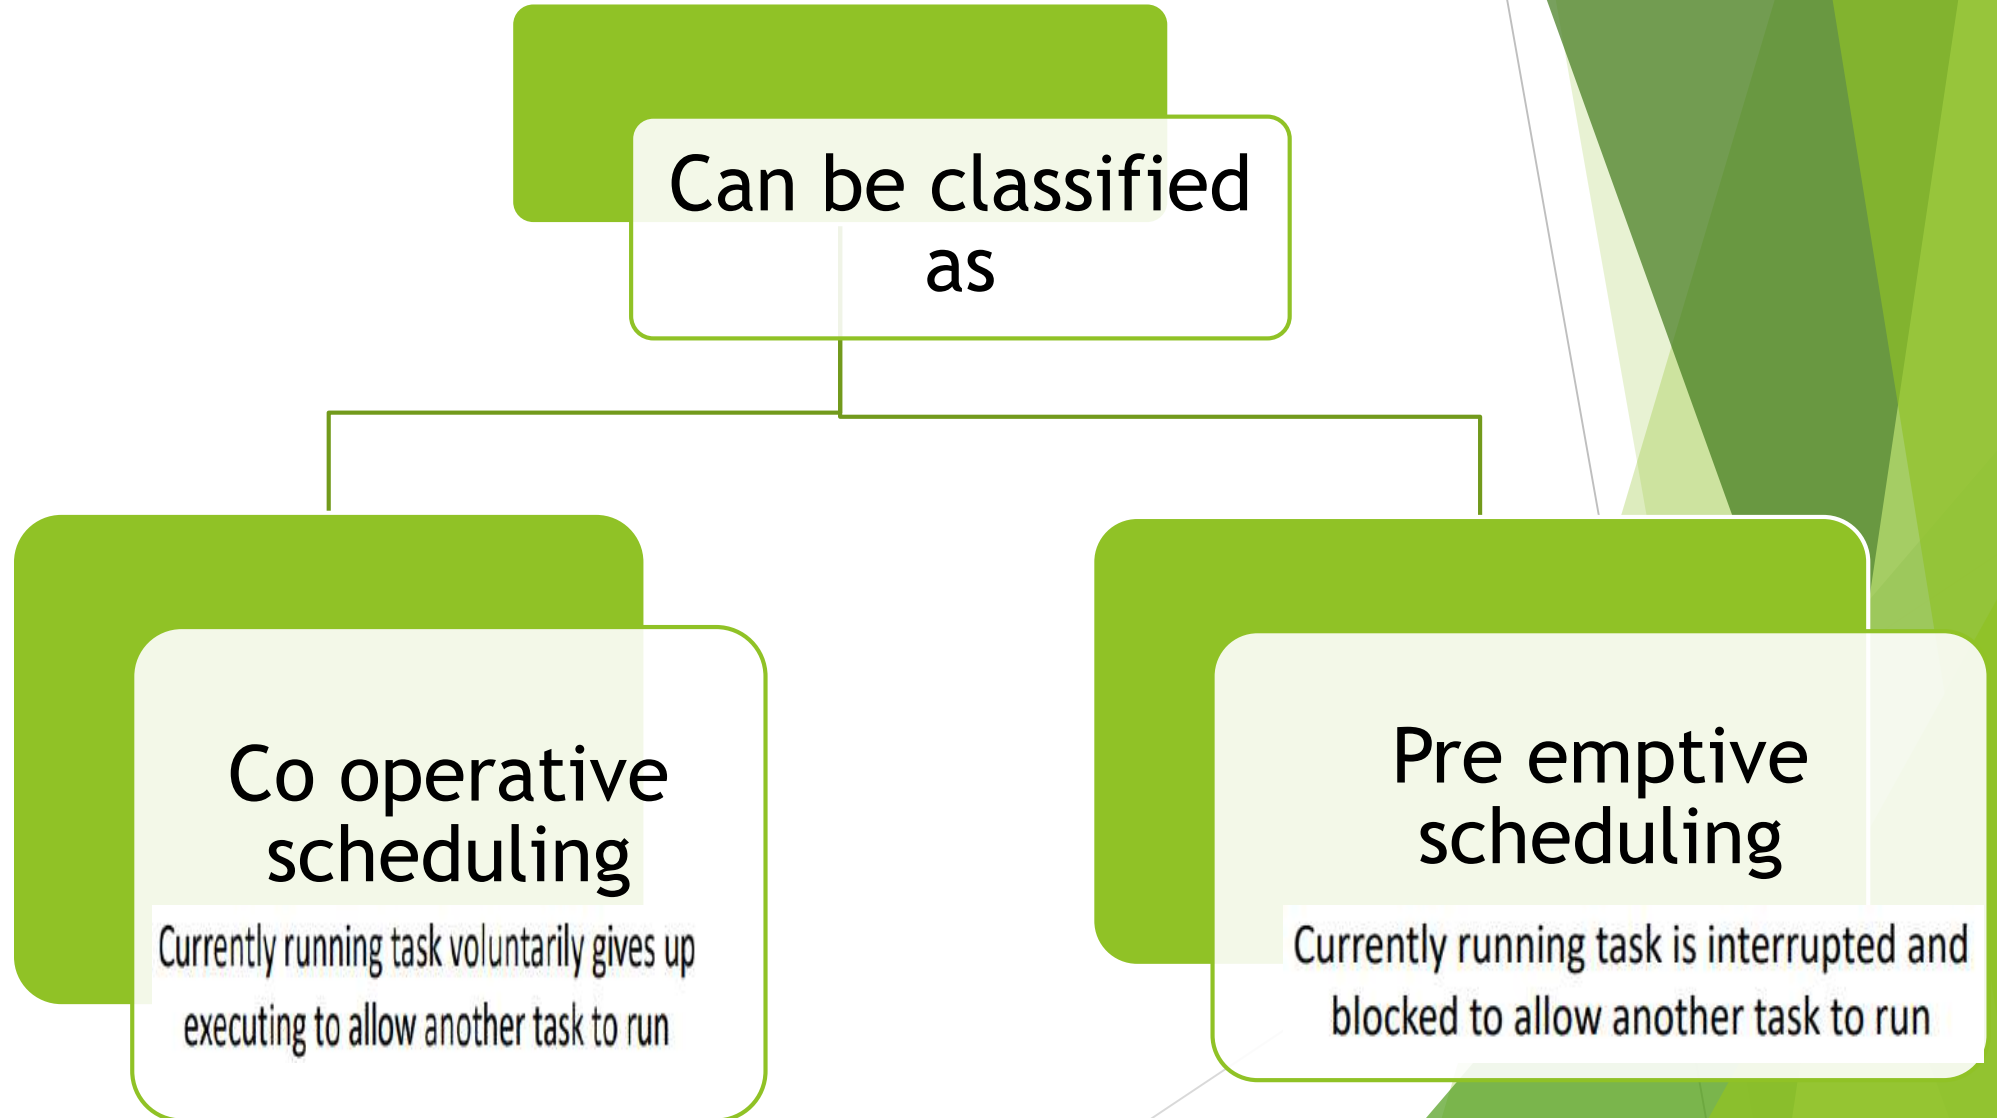 Can be classified
as
Co operative
scheduling
Currently running task voluntarily gives up
executing to allow another task to run
Pre emptive
scheduling
Currently running task is interrupted and
blocked to allow another task to run